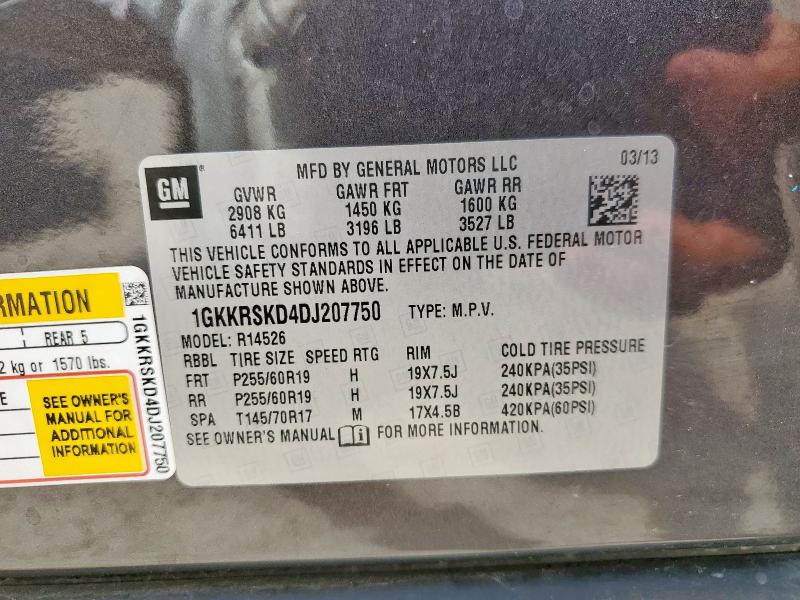 GM
MFD BY GENERAL MOTORS LLC
03/13
GVWR GAWR FRT GAWR RR
2908 KG 1450 KG 1600 KG
6411 LB 3196 LB 3527 LB
THIS VEHICLE CONFORMS TO ALL APPLICABLE U.S. FEDERAL MOTOR
VEHICLE SAFETY STANDARDS IN EFFECT ON THE DATE OF
MANUFACTURE SHOWN ABOVE.
1GKKRSKD4DJ207750 TYPE: M.P.V.
MODEL: R14526
RBBL TIRE SIZE SPEED RTG RIM COLD TIRE PRESSURE
FRT P255/60R19 H 19X7.5J 240KPA(35PSI)
RR P255/60R19 H 19X7.5J 240KPA(35PSI)
SPA T145/70R17 M 17X4.5B 420KPA(60PSI)
SEE OWNER'S MANUAL FOR MORE INFORMATION.
RMATION
REAR 5
2 kg or 1570 lbs.
SEE OWNER'S
MANUAL FOR
ADDITIONAL
INFORMATION
1GKKRSKD4DJ207750